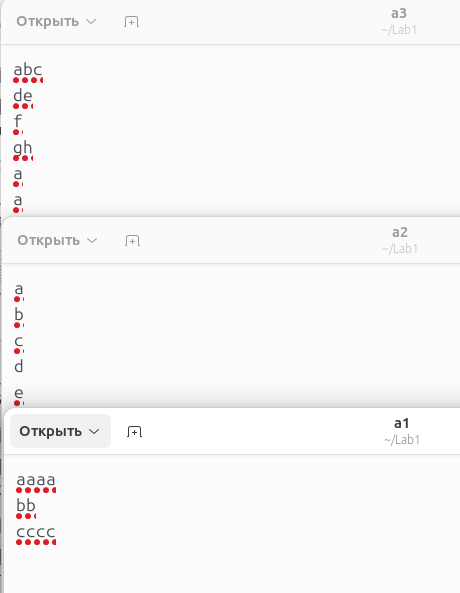 Открыть
a3
~/Lab1
abc
de
f
gh
a
a
Открыть
a2
~/Lab1
a
b
c
d
e
Открыть
a1
~/Lab1
aaaa
bb
cccc